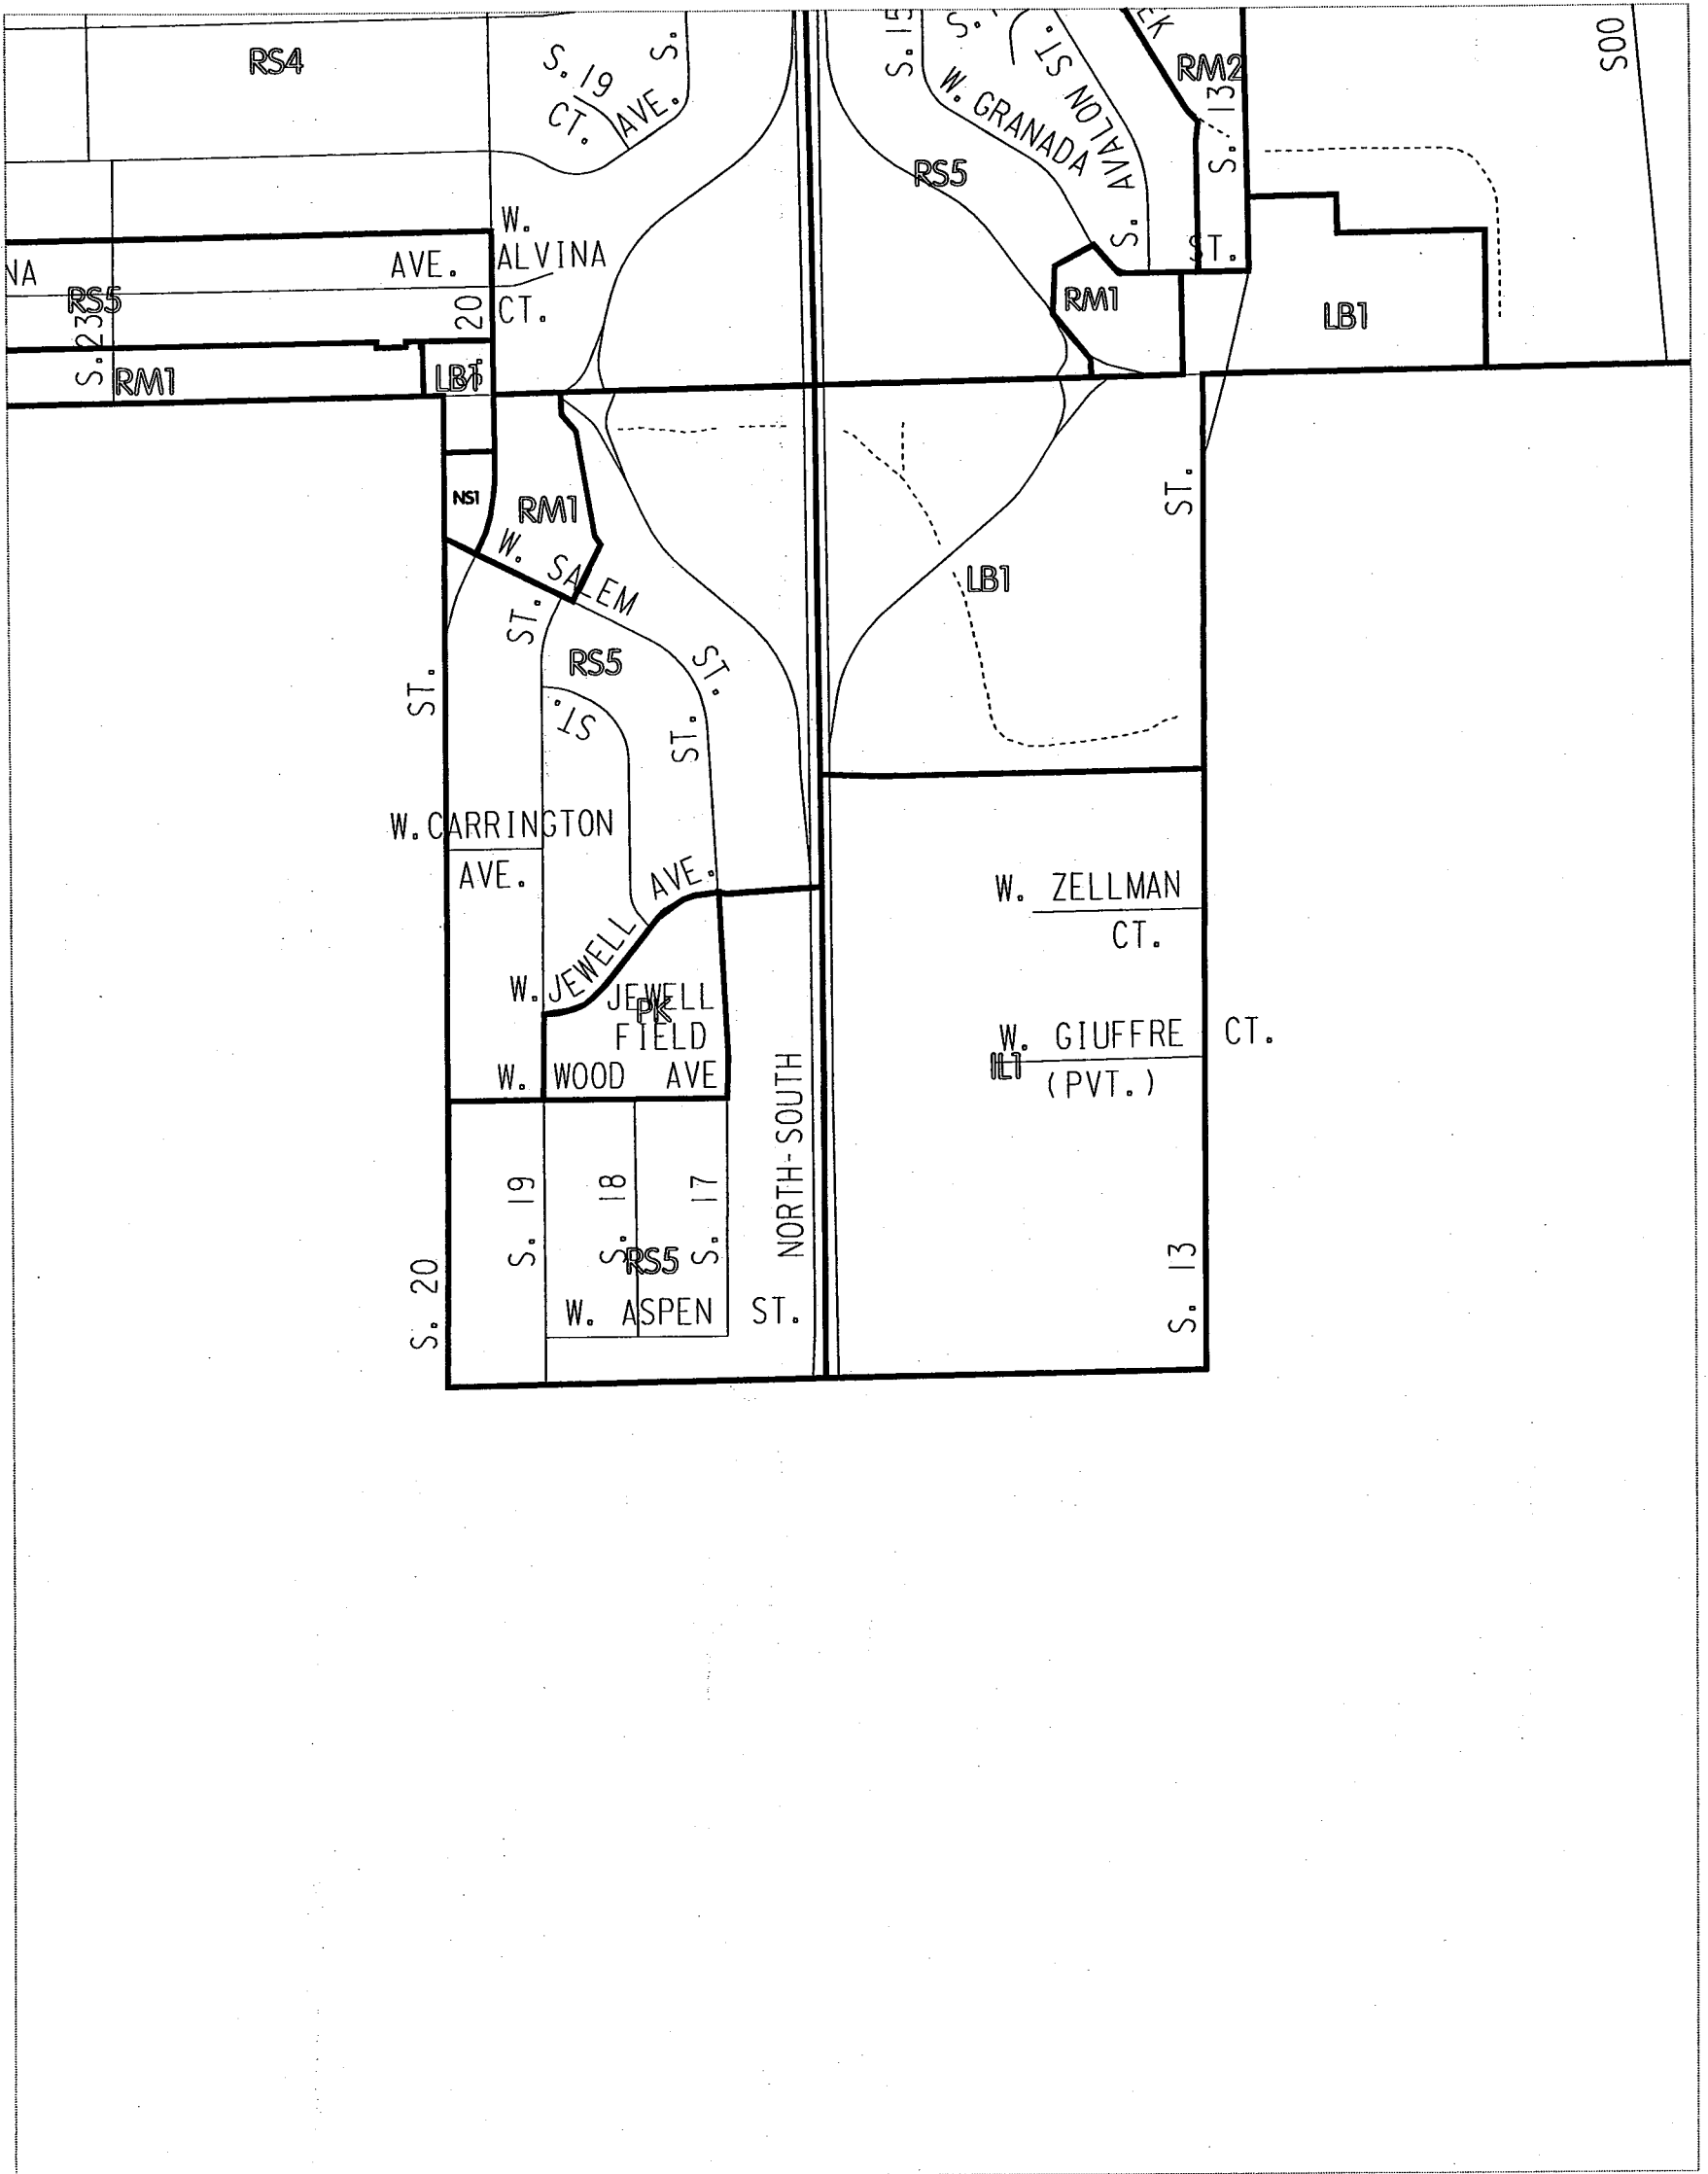 RS4
S. 19
CT.
AVE.
S.
S. 15
S.
W. GRANADA
AVALON ST.
S.
EK
RM2
S. 13
ST.
S00
RS5
W.
ALVINA
CT.
NA
AVE.
RS5
S. 23
20
RM1
LB1
RM1
LB1
NS1
RM1
W. SALEM
ST.
ST.
LB1
ST.
RS5
ST.
ST.
ST.
W. CARRINGTON
AVE.
W. JEWELL AVE.
JEWELL
PK
FIELD
W. WOOD AVE
W. ZELLMAN
CT.
W. GIUFFRE CT.
IL1
(PVT.)
NORTH-SOUTH
S. 20
S. 19
S. 18
S. 17
RS5
W. ASPEN ST.
S. 13